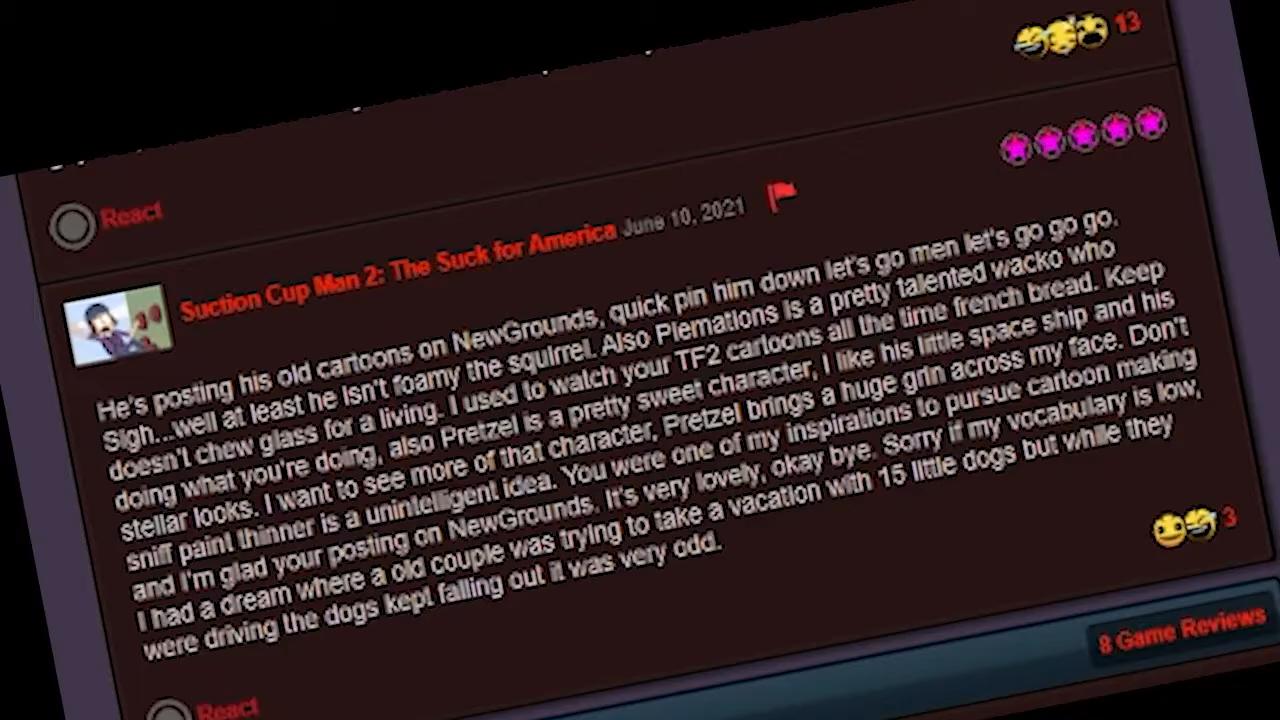 13
React
Suction Cup Man 2: The Suck for America June 10, 2021
He's posting his old cartoons on NewGrounds, quick pin him down let's go men let's go go go.
Sigh...well at least he isn't foamy the squirrel. Also Piemations is a pretty talented wacko who
doesn't chew glass for a living. I used to watch your TF2 cartoons all the time french bread. Keep
doing what you're doing, also Pretzel is a pretty sweet character, I like his little space ship and his
stellar looks. I want to see more of that character, Pretzel brings a huge grin across my face. Don't
sniff paint thinner is a unintelligent idea. You were one of my inspirations to pursue cartoon making
and I'm glad your posting on NewGrounds. It's very lovely, okay bye. Sorry if my vocabulary is low,
I had a dream where a old couple was trying to take a vacation with 15 little dogs but while they
were driving the dogs kept falling out it was very odd.
3
React
8 Game Reviews